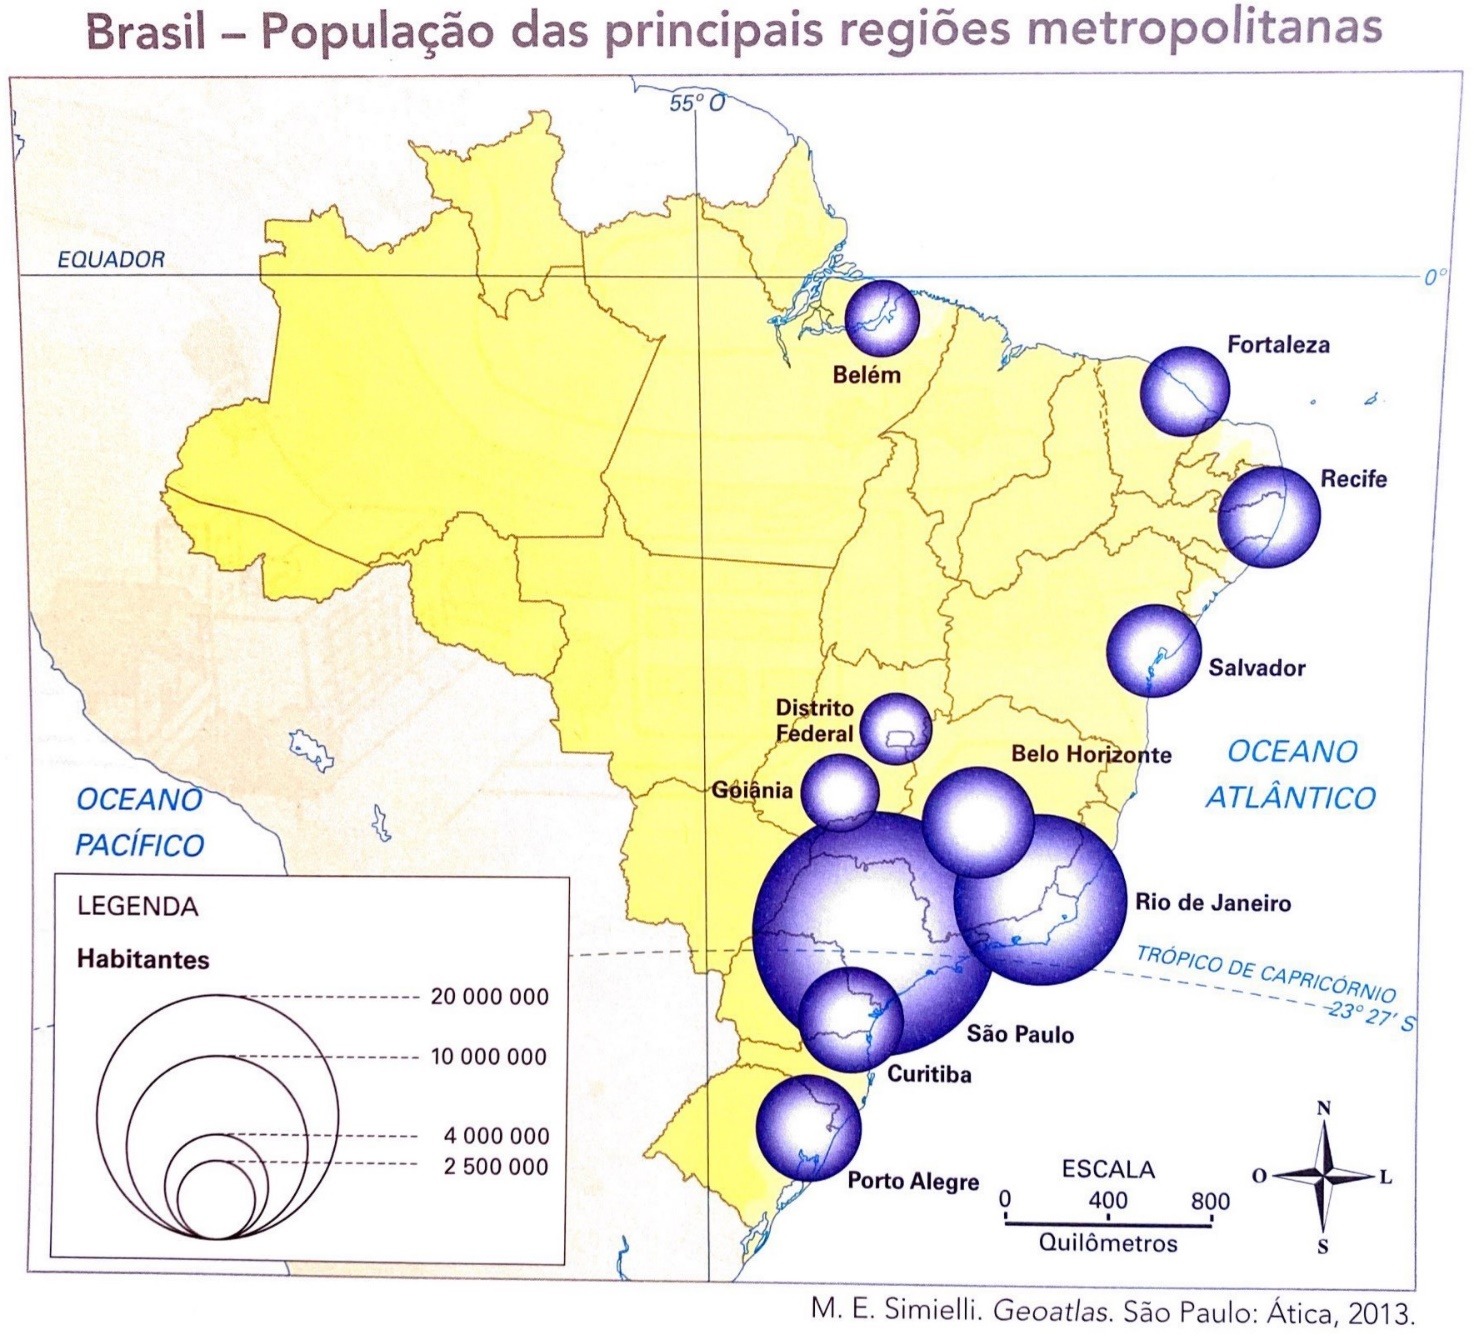 Brasil – População das principais regiões metropolitanas
55° O
EQUADOR
0°
Belém
Fortaleza
Recife
Salvador
Distrito
Federal
Goiânia
Belo Horizonte
OCEANO
ATLÂNTICO
OCEANO
PACÍFICO
Rio de Janeiro
TRÓPICO DE CAPRICÓRNIO
23° 27' S
São Paulo
Curitiba
Porto Alegre
LEGENDA
Habitantes
20 000 000
10 000 000
4 000 000
2 500 000
ESCALA
0 400 800
Quilômetros
N
O L
S
M. E. Simielli. Geoatlas. São Paulo: Ática, 2013.